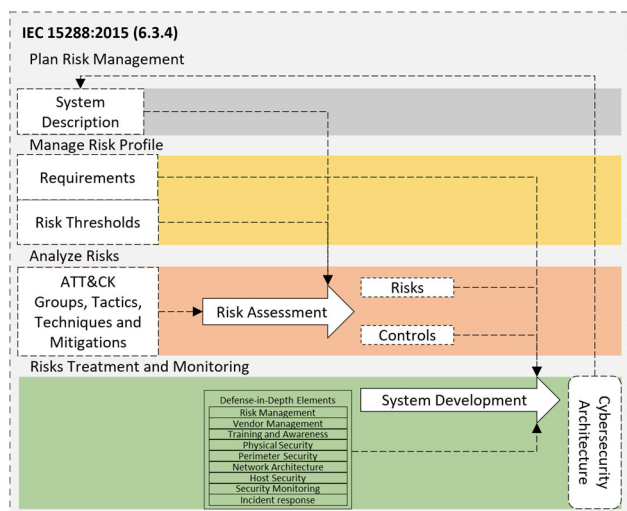 IEC 15288:2015 (6.3.4)
Plan Risk Management
System
Description
Manage Risk Profile
Requirements
Risk Thresholds
Analyze Risks
ATT&CK
Groups, Tactics,
Techniques and
Mitigations
Risk Assessment
Risks
Controls
Risks Treatment and Monitoring
Defense-in-Depth Elements
Risk Management
Vendor Management
Training and Awareness
Physical Security
Perimeter Security
Network Architecture
Host Security
Security Monitoring
Incident response
System Development
Cybersecurity
Architecture